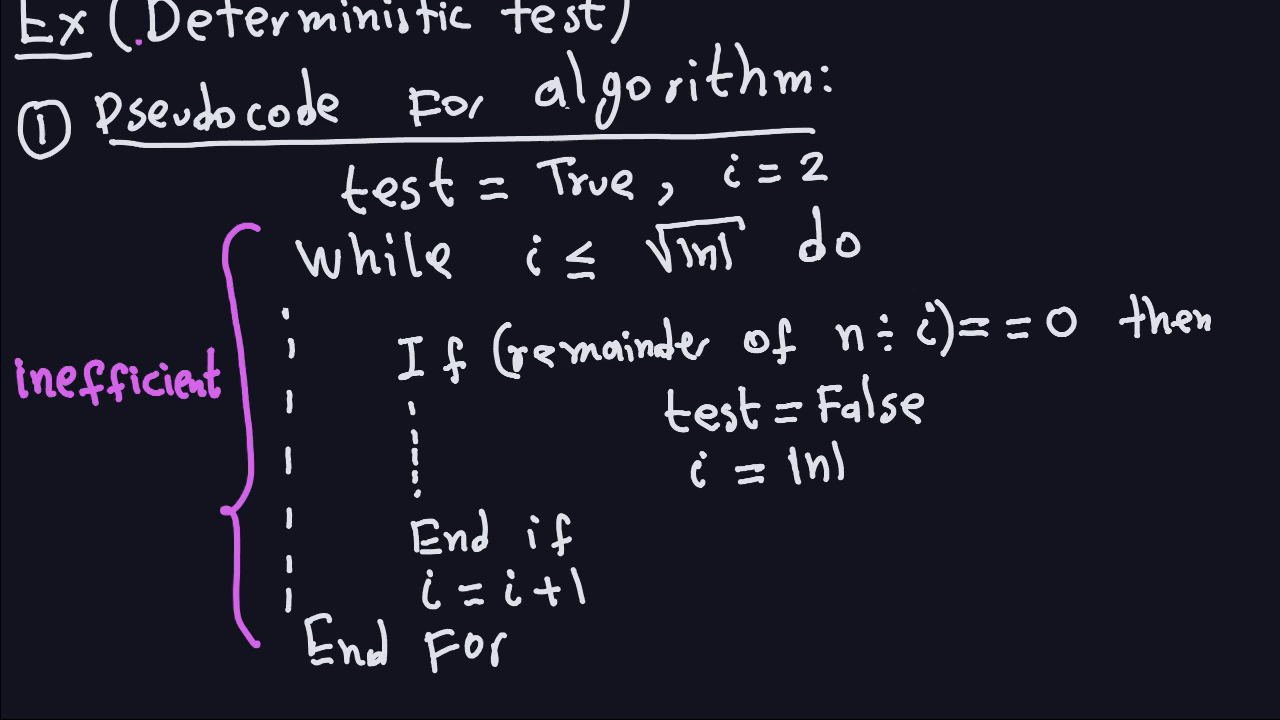 Ex (Deterministic test)
① Pseudocode For algorithm:
test = True, i = 2
While i ≤ √|n| do
If (remainder of n ÷ i) == 0 then
inefficient
test = False
i = |n|
End if
i = i + 1
End For